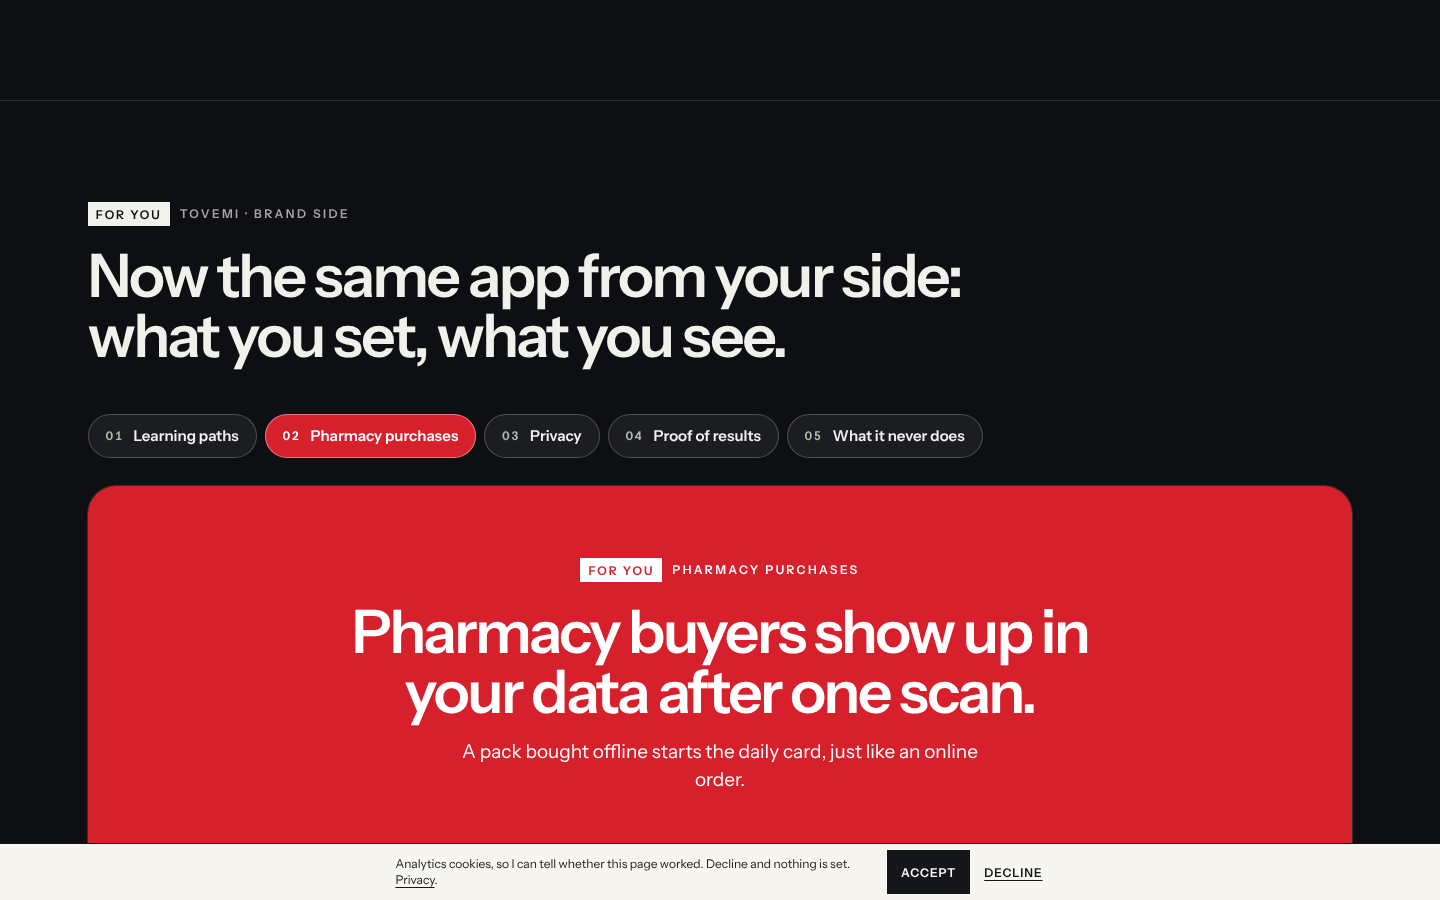 FOR YOU TOVEMI · BRAND SIDE
Now the same app from your side:
what you set, what you see.
01 Learning paths
02 Pharmacy purchases
03 Privacy
04 Proof of results
05 What it never does
FOR YOU PHARMACY PURCHASES
Pharmacy buyers show up in
your data after one scan.
A pack bought offline starts the daily card, just like an online
order.
Analytics cookies, so I can tell whether this page worked. Decline and nothing is set.
Privacy.
ACCEPT
DECLINE